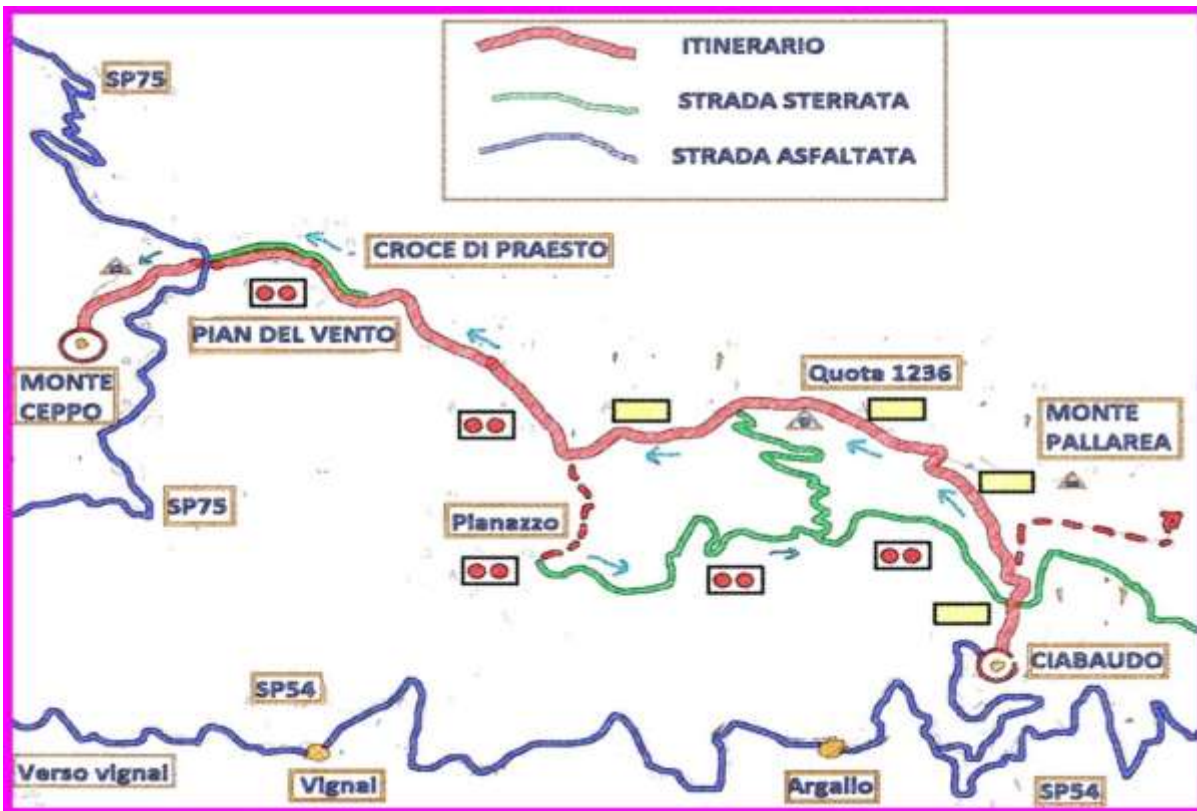 ITINERARIO
STRADA STERRATA
STRADA ASFALTATA
SP75
CROCE DI PRAESTO
PIAN DEL VENTO
MONTE
CEPPO
Quota 1236
MONTE
PALLAREA
SP75
Pianazzo
CIABAUDO
SP54
Verso vignai
Vignai
Argallo
SP54